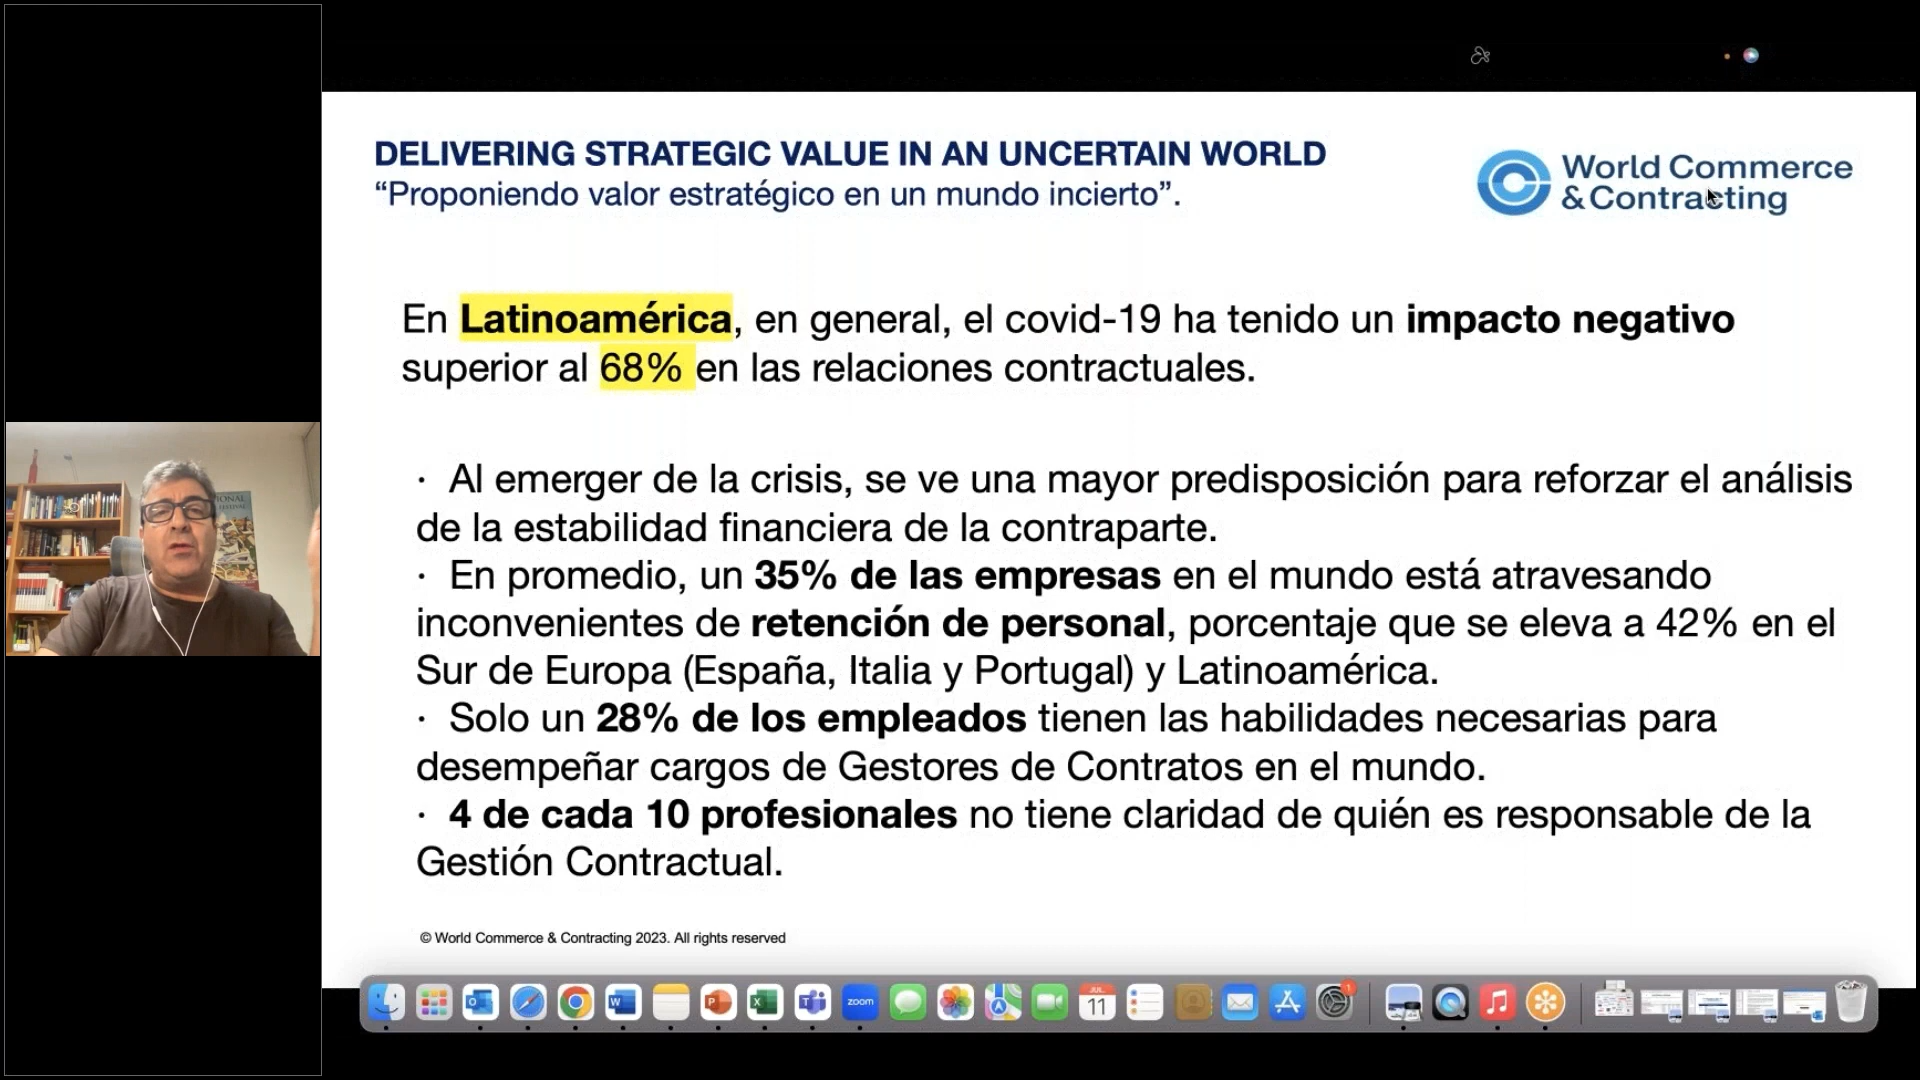 DELIVERING STRATEGIC VALUE IN AN UNCERTAIN WORLD
“Proponiendo valor estratégico en un mundo incierto”.
World Commerce
& Contracting
En Latinoamérica, en general, el covid-19 ha tenido un impacto negativo
superior al 68% en las relaciones contractuales.
· Al emerger de la crisis, se ve una mayor predisposición para reforzar el análisis
de la estabilidad financiera de la contraparte.
· En promedio, un 35% de las empresas en el mundo está atravesando
inconvenientes de retención de personal, porcentaje que se eleva a 42% en el
Sur de Europa (España, Italia y Portugal) y Latinoamérica.
· Solo un 28% de los empleados tienen las habilidades necesarias para
desempeñar cargos de Gestores de Contratos en el mundo.
· 4 de cada 10 profesionales no tiene claridad de quién es responsable de la
Gestión Contractual.
© World Commerce & Contracting 2023. All rights reserved
zoom
JUL.
11
1